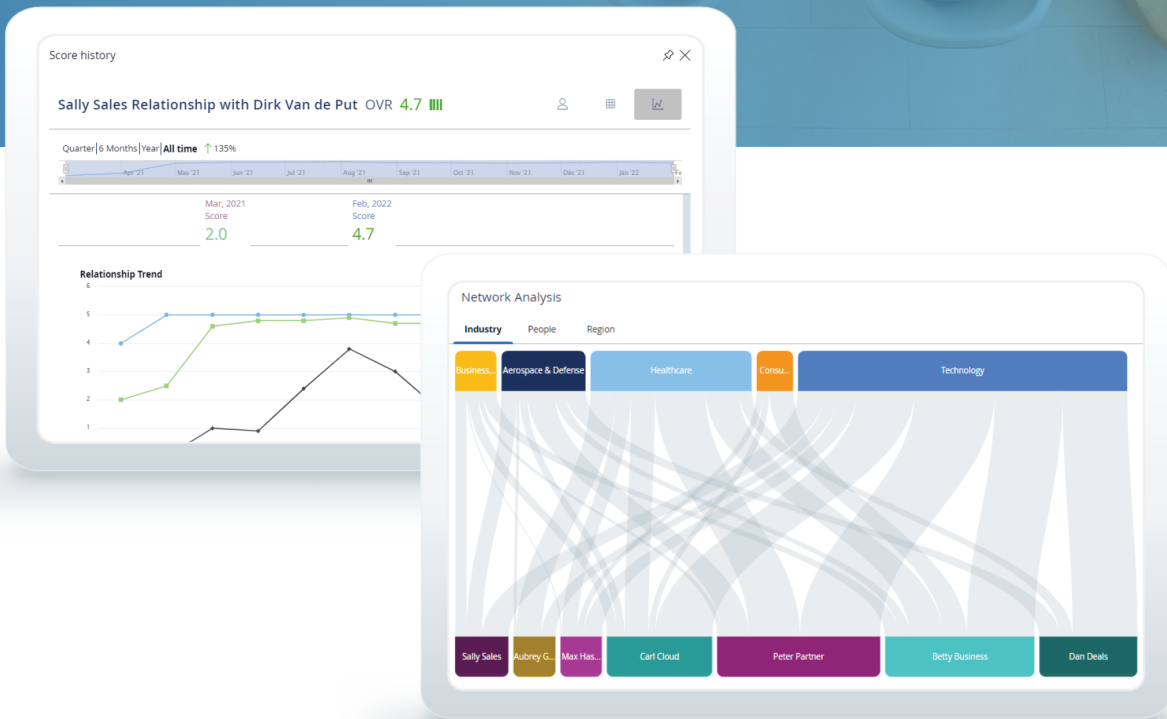 Score history
Sally Sales Relationship with Dirk Van de Put OVR 4.7
Quarter|6 Months|Year|All time ↑135%
Apr '21 May '21 Jun '21 Jul '21 Aug '21 Sep '21 Oct '21 Nov '21 Dec '21 Jan '22 Fe
Mar, 2021
Score
2.0
Feb, 2022
Score
4.7
Relationship Trend
6
5
4
3
2
1
Network Analysis
Industry People Region
Business... Aerospace & Defense Healthcare Consu... Technology
Sally Sales Aubrey G... Max Has... Carl Cloud Peter Partner Betty Business Dan Deals